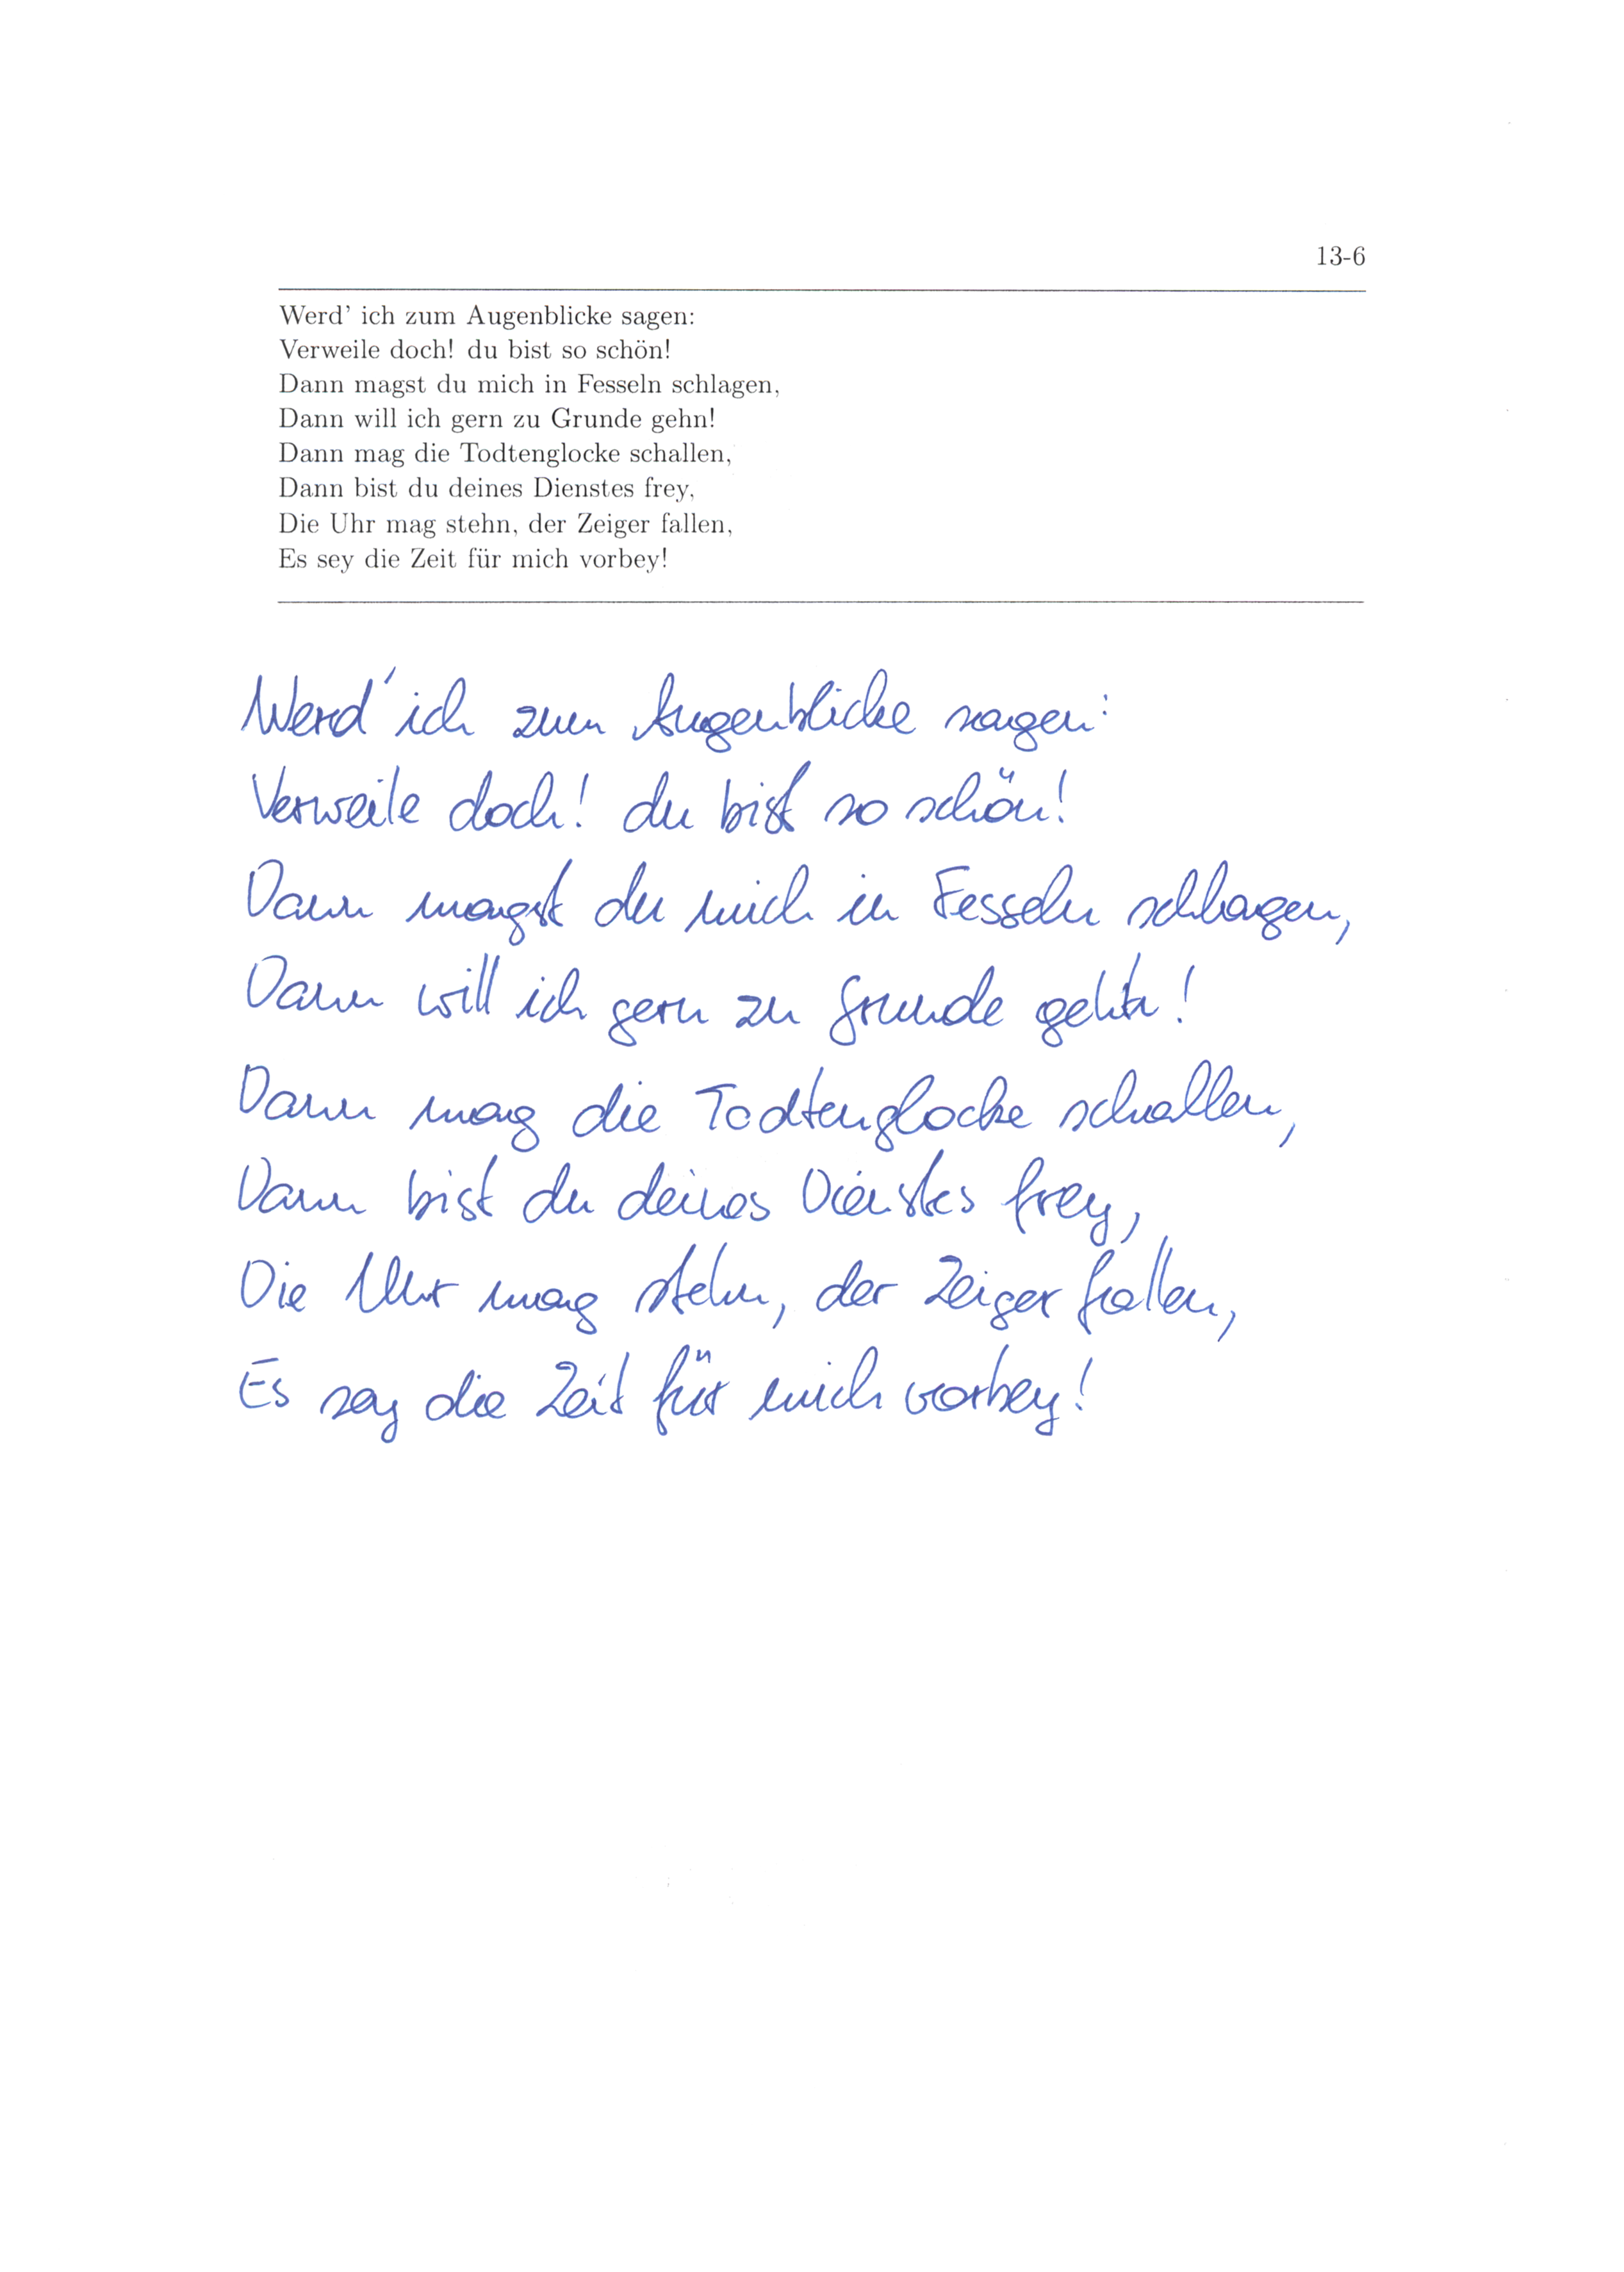 13-6
Werd' ich zum Augenblicke sagen:
Verweile doch! du bist so schön!
Dann magst du mich in Fesseln schlagen,
Dann will ich gern zu Grunde gehn!
Dann mag die Todtenglocke schallen,
Dann bist du deines Dienstes frey,
Die Uhr mag stehn, der Zeiger fallen,
Es sey die Zeit für mich vorbey!
Werd' ich zum Augenblicke sagen:
Verweile doch! du bist so schön!
Dann magst du mich in Fesseln schlagen,
Dann will ich gern zu Grunde gehn!
Dann mag die Todtenglocke schallen,
Dann bist du deines Dienstes frey,
Die Uhr mag stehn, der Zeiger fallen,
Es sey die Zeit für mich vorbey!